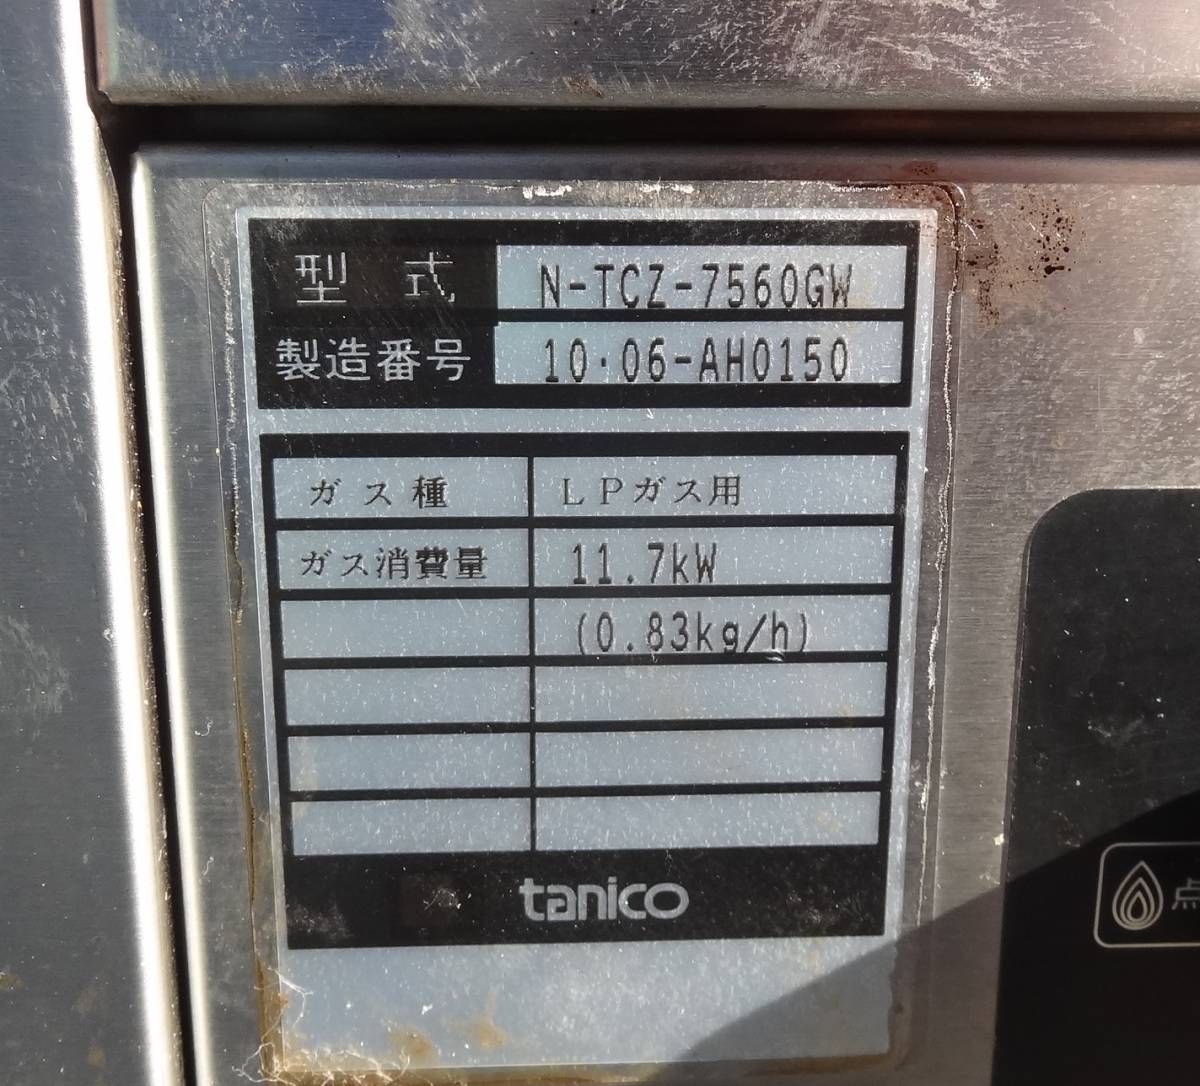 型式 N-TCZ-7560GW
製造番号 10・06-AH0150
ガス種 LPガス用
ガス消費量 11.7kW
(0.83kg/h)
tanico
点